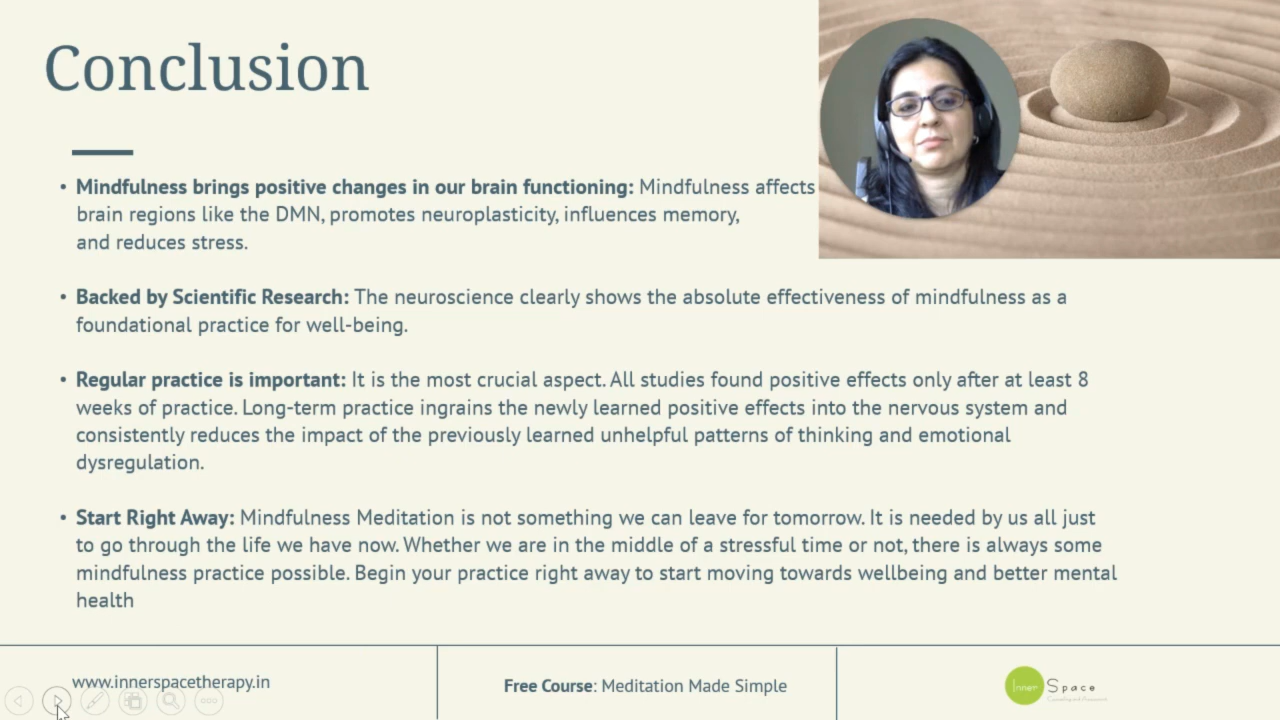 Conclusion
• Mindfulness brings positive changes in our brain functioning: Mindfulness affects
brain regions like the DMN, promotes neuroplasticity, influences memory,
and reduces stress.
• Backed by Scientific Research: The neuroscience clearly shows the absolute effectiveness of mindfulness as a
foundational practice for well-being.
• Regular practice is important: It is the most crucial aspect. All studies found positive effects only after at least 8
weeks of practice. Long-term practice ingrains the newly learned positive effects into the nervous system and
consistently reduces the impact of the previously learned unhelpful patterns of thinking and emotional
dysregulation.
• Start Right Away: Mindfulness Meditation is not something we can leave for tomorrow. It is needed by us all just
to go through the life we have now. Whether we are in the middle of a stressful time or not, there is always some
mindfulness practice possible. Begin your practice right away to start moving towards wellbeing and better mental
health
www.innerspacetherapy.in
Free Course: Meditation Made Simple
Inner Space